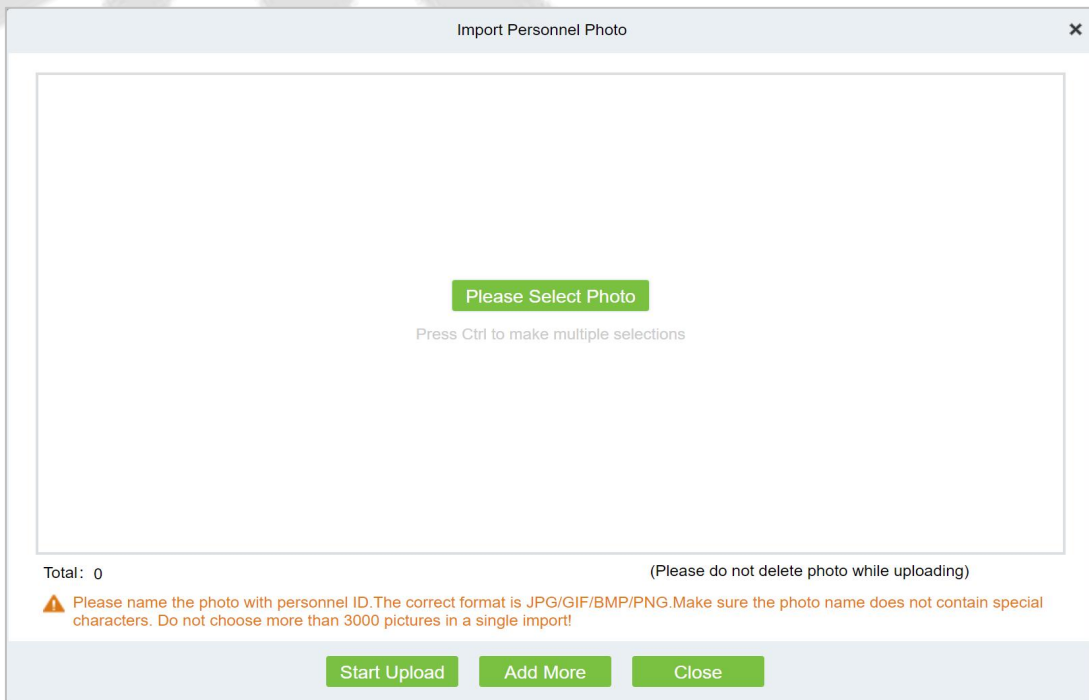 Import Personnel Photo
Please Select Photo
Press Ctrl to make multiple selections
Total: 0
(Please do not delete photo while uploading)
Please name the photo with personnel ID.The correct format is JPG/GIF/BMP/PNG.Make sure the photo name does not contain special
characters. Do not choose more than 3000 pictures in a single import!
Start Upload
Add More
Close